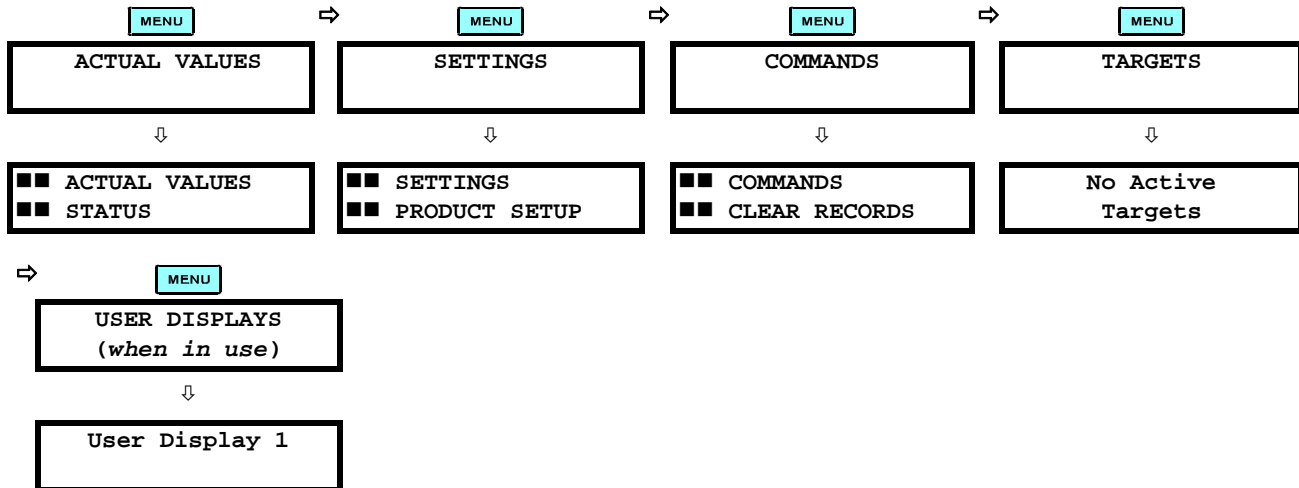 MENU ⇨ MENU ⇨ MENU ⇨ MENU
ACTUAL VALUES SETTINGS COMMANDS TARGETS
⇩ ⇩ ⇩ ⇩
■■ ACTUAL VALUES ■■ SETTINGS ■■ COMMANDS No Active
■■ STATUS ■■ PRODUCT SETUP ■■ CLEAR RECORDS Targets
⇨ MENU
USER DISPLAYS
(when in use)
⇩
User Display 1